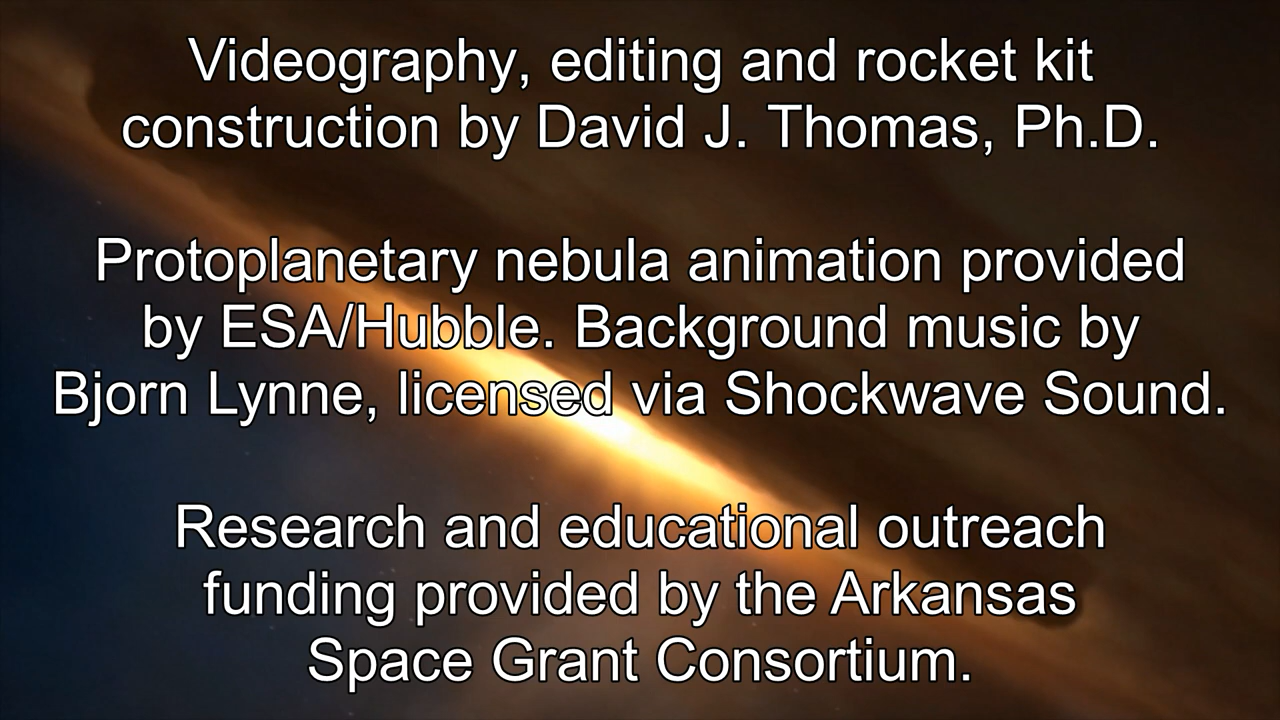 Videography, editing and rocket kit
construction by David J. Thomas, Ph.D.
Protoplanetary nebula animation provided
by ESA/Hubble. Background music by
Bjorn Lynne, licensed via Shockwave Sound.
Research and educational outreach
funding provided by the Arkansas
Space Grant Consortium.